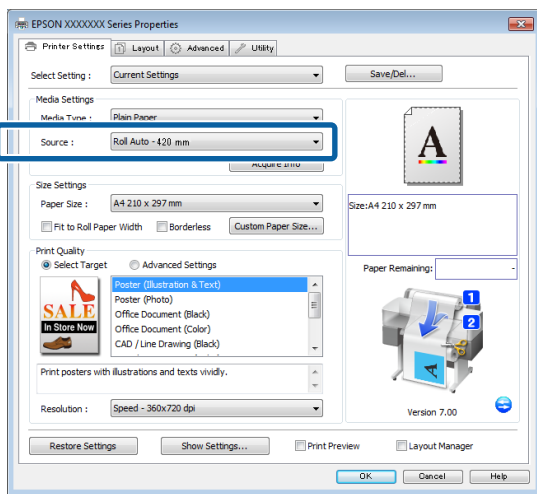 EPSON XXXXXXX Series Properties
Printer Settings Layout Advanced Utility
Select Setting : Current Settings Save/Del...
Media Settings
Media Type : Plain Paper
Source : Roll Auto - 420 mm
Acquire Info
Size Settings
Paper Size : A4 210 x 297 mm
Fit to Roll Paper Width Borderless Custom Paper Size...
Print Quality
Select Target Advanced Settings
SALE
In Store Now
Poster (Illustration & Text)
Poster (Photo)
Office Document (Black)
Office Document (Color)
CAD / Line Drawing (Black)
Print posters with illustrations and texts vividly.
Resolution : Speed - 360x720 dpi
A
Size:A4 210 x 297 mm
Paper Remaining: -
1
2
A
Version 7.00
Restore Settings Show Settings... Print Preview Layout Manager
OK Cancel Help